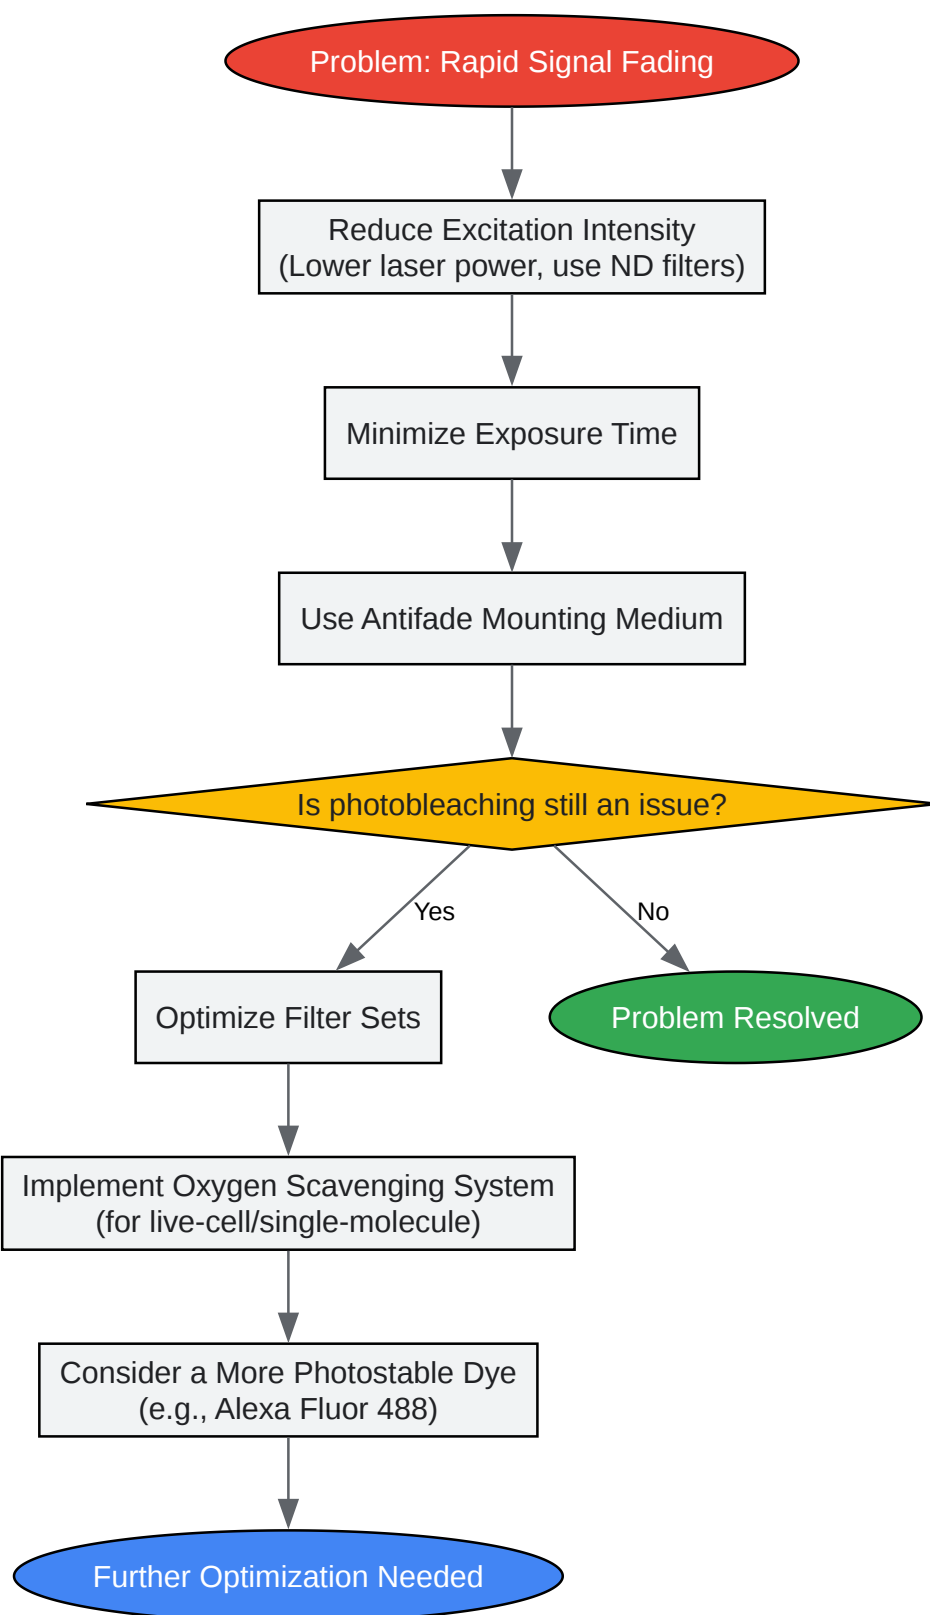 Problem: Rapid Signal Fading
Reduce Excitation Intensity
(Lower laser power, use ND filters)
Minimize Exposure Time
Use Antifade Mounting Medium
Is photobleaching still an issue?
Yes
No
Optimize Filter Sets
Problem Resolved
Implement Oxygen Scavenging System
(for live-cell/single-molecule)
Consider a More Photostable Dye
(e.g., Alexa Fluor 488)
Further Optimization Needed